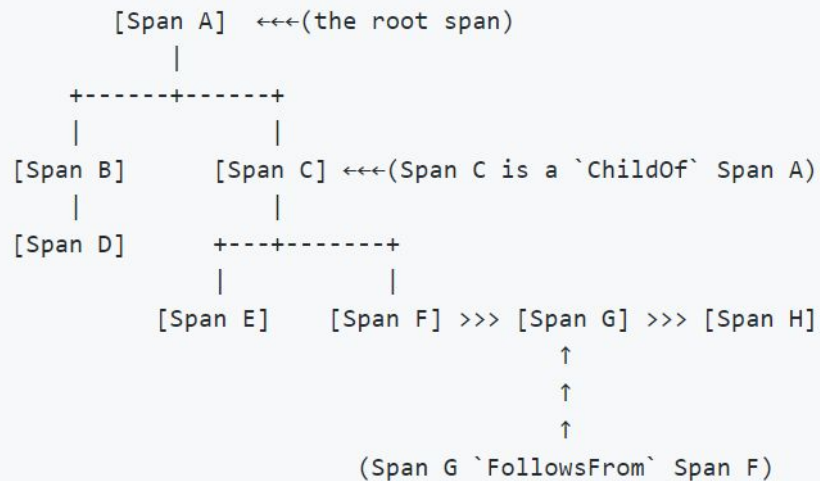 [Span A]  ←←←(the root span)
|
+------+------+
|             |
[Span B]      [Span C] ←←←(Span C is a `ChildOf` Span A)
|             |
[Span D]      +---+-------+
|           |
[Span E]    [Span F] >>> [Span G] >>> [Span H]
↑
↑
↑
(Span G `FollowsFrom` Span F)